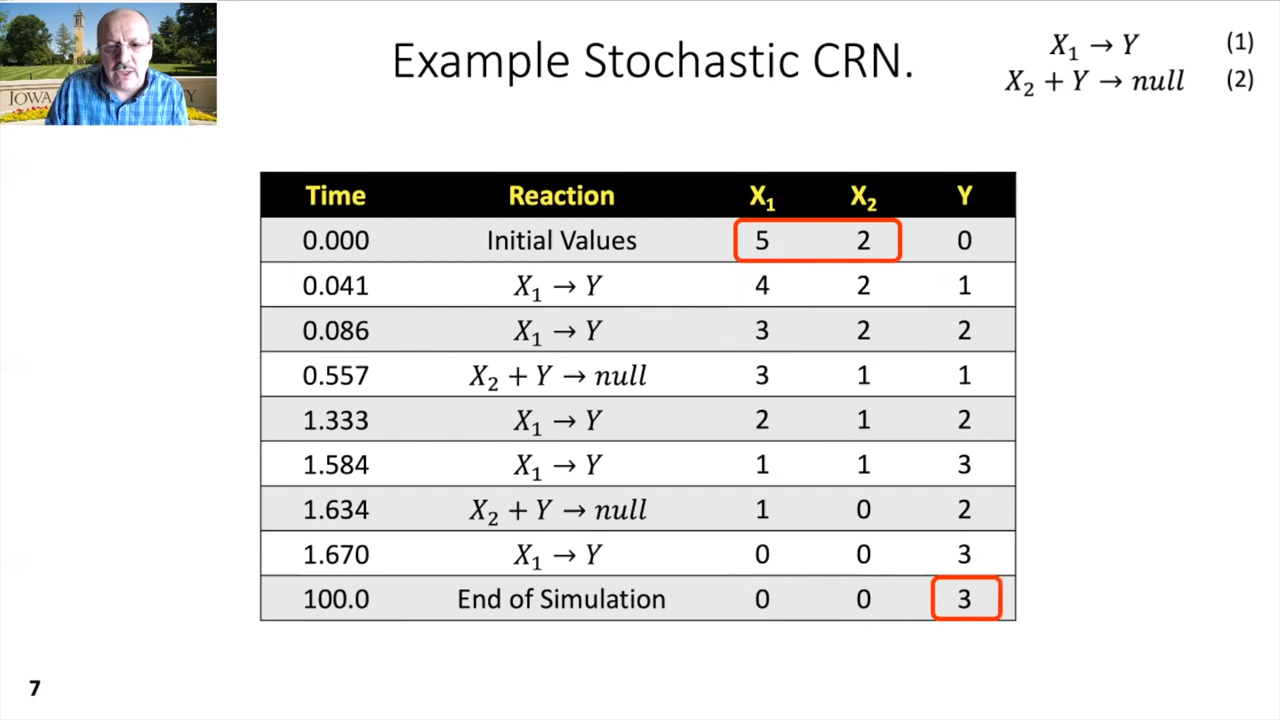 IOWA
Example Stochastic CRN.
X₁ → Y (1)
X₂ + Y → null (2)
Time Reaction X₁ X₂ Y
0.000 Initial Values 5 2 0
0.041 X₁ → Y 4 2 1
0.086 X₁ → Y 3 2 2
0.557 X₂ + Y → null 3 1 1
1.333 X₁ → Y 2 1 2
1.584 X₁ → Y 1 1 3
1.634 X₂ + Y → null 1 0 2
1.670 X₁ → Y 0 0 3
100.0 End of Simulation 0 0 3
7